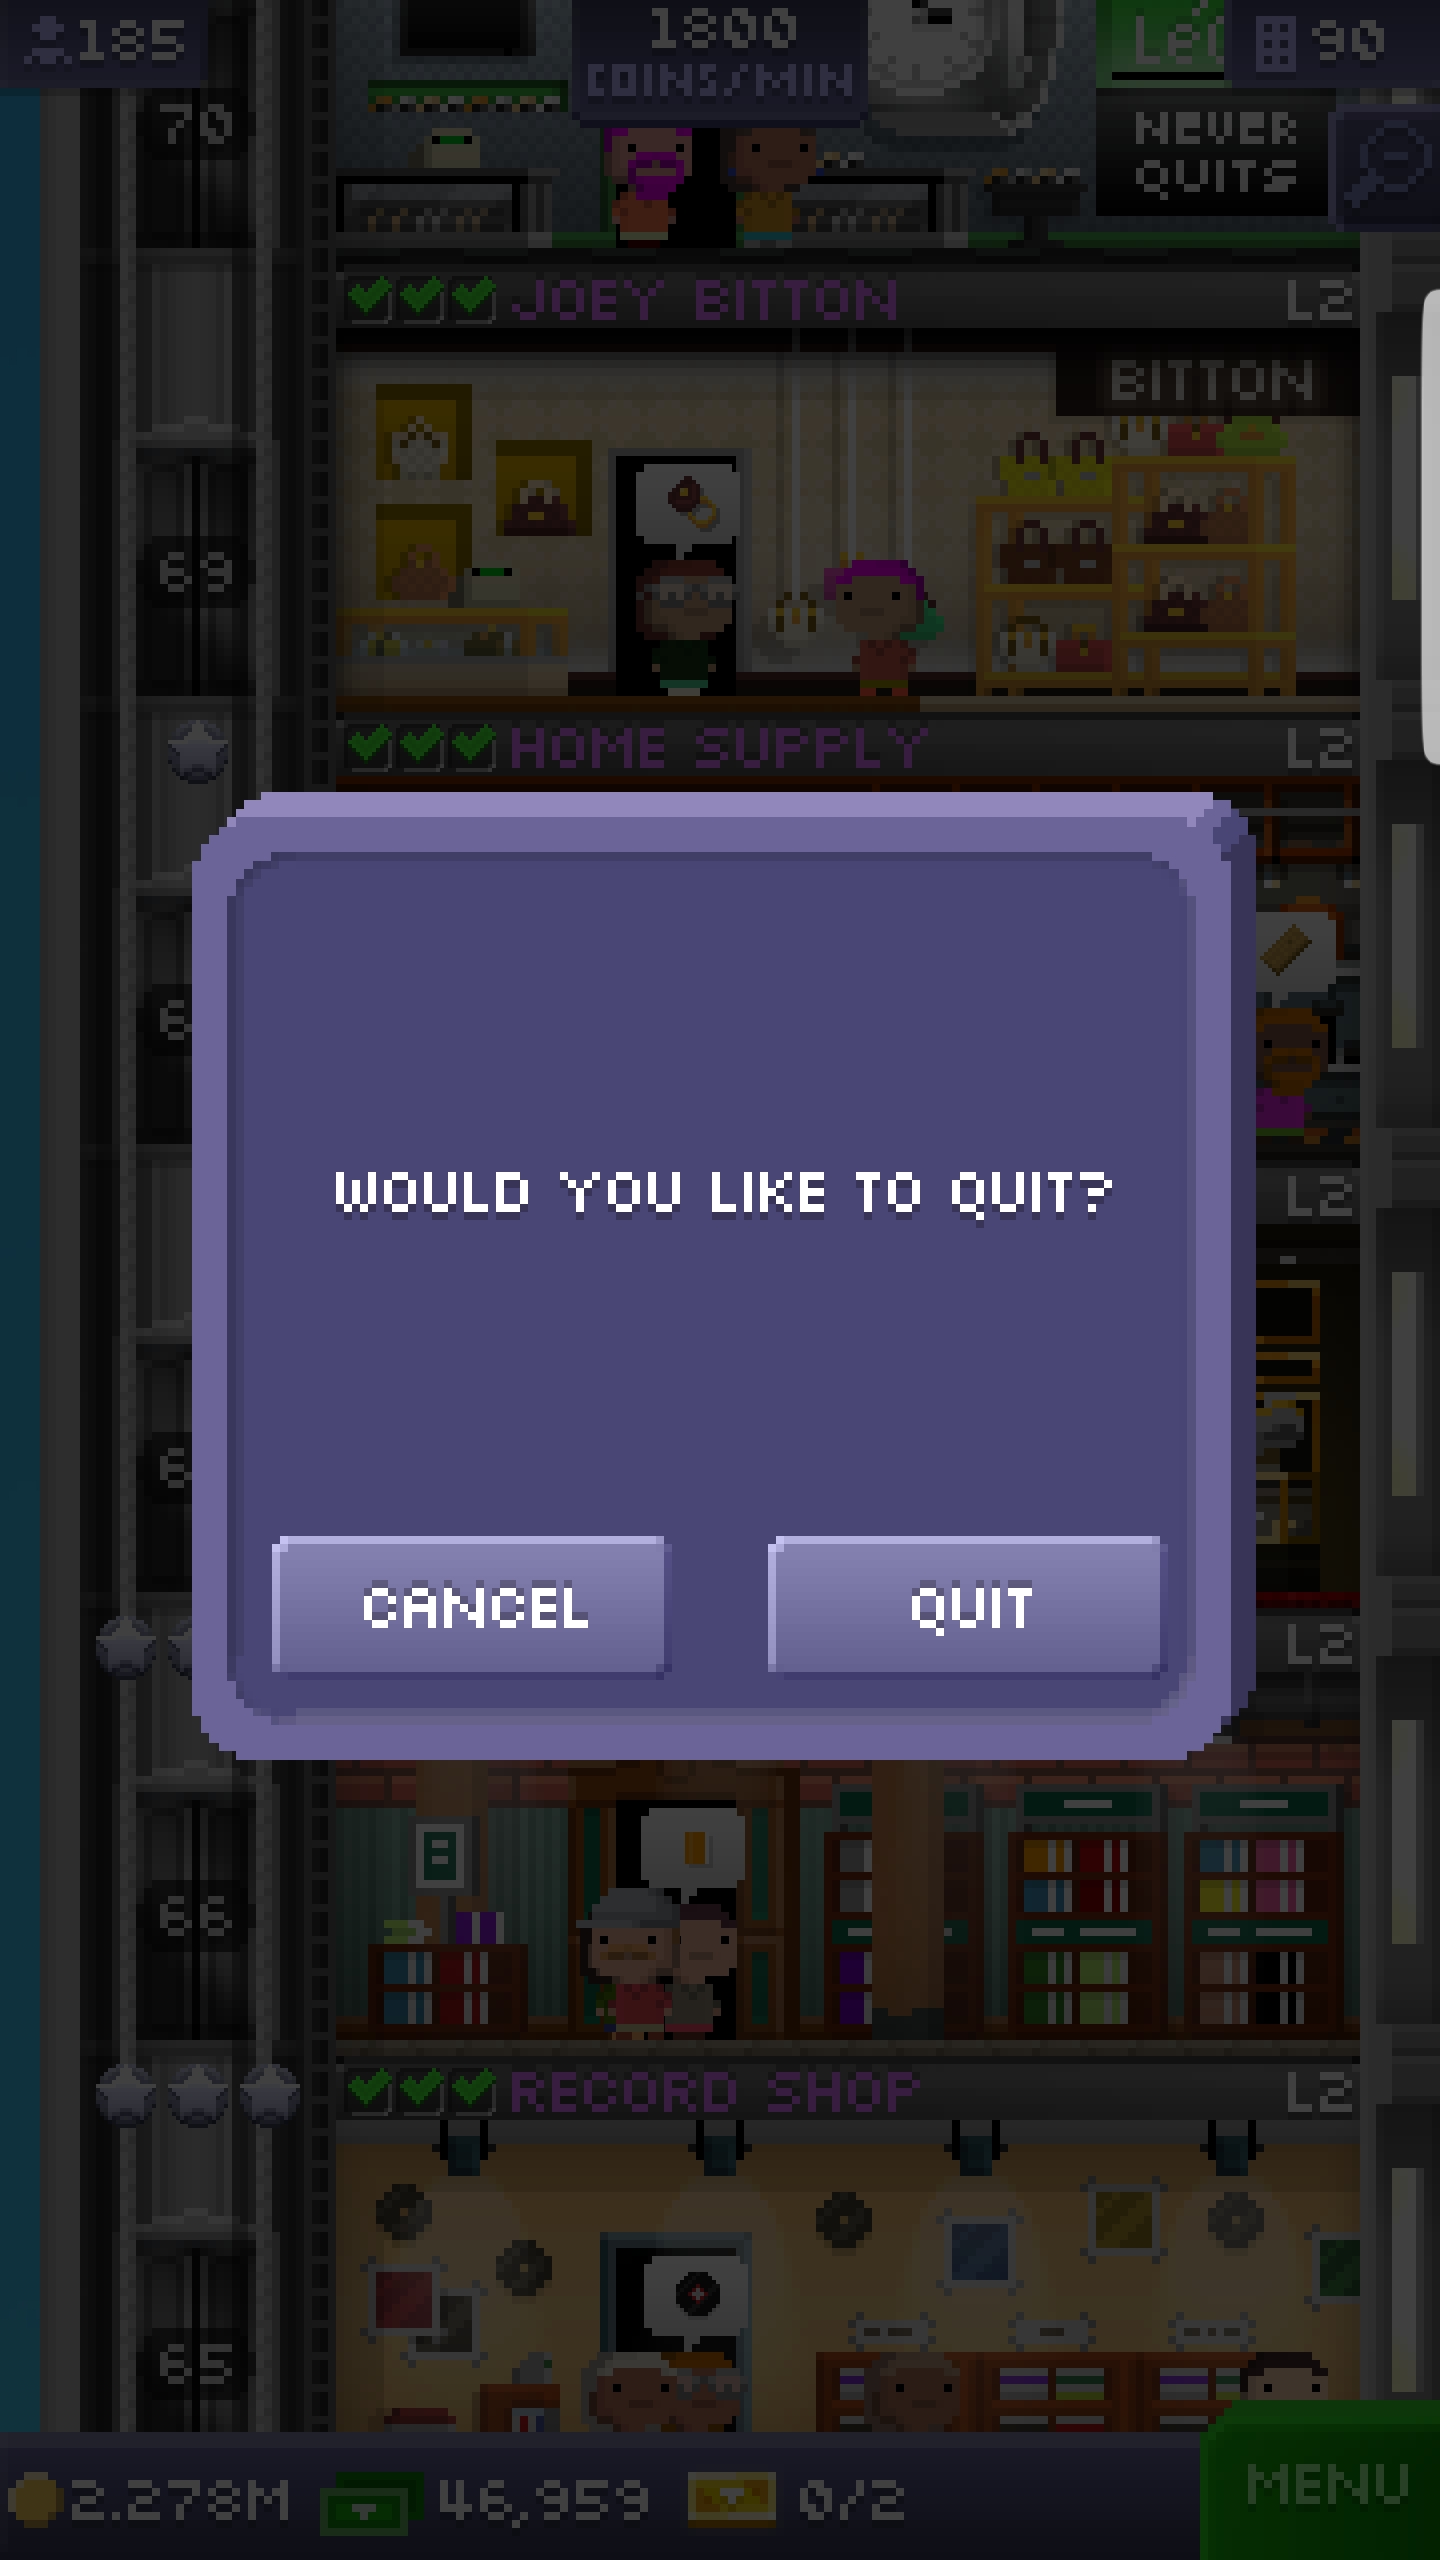 185
1800
COINS/MIN
90
70
NEVER
QUITS
JOEY BITTON
L2
BITTON
69
HOME SUPPLY
L2
L2
WOULD YOU LIKE TO QUIT?
CANCEL
QUIT
L2
66
RECORD SHOP
L2
65
2.278M
46,959
0/2
MENU